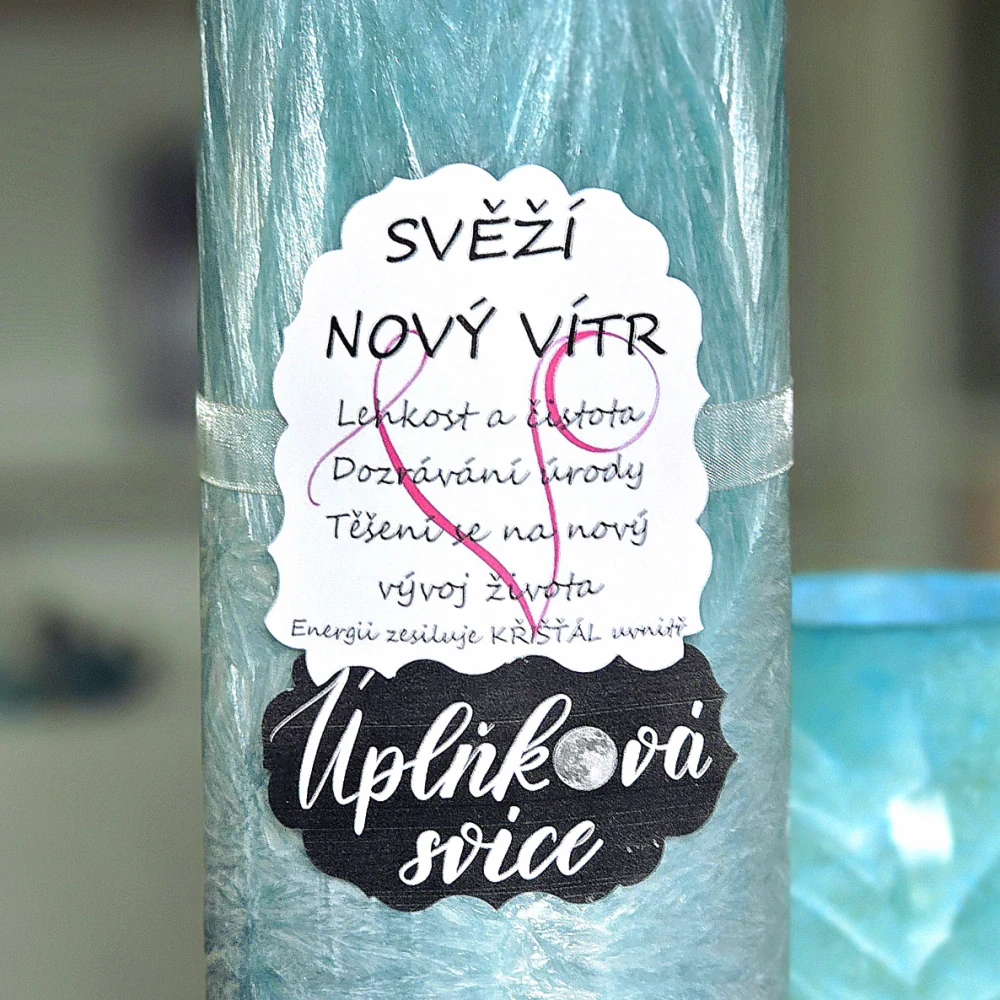 SVĚŽÍ
NOVÝ VÍTR
Lehkost a čistota
Dozrávání úrody
Těšení se na nový
vývoj života
Energii zesiluje KŘIŠŤÁL uvnitř
Úplňková
svíce